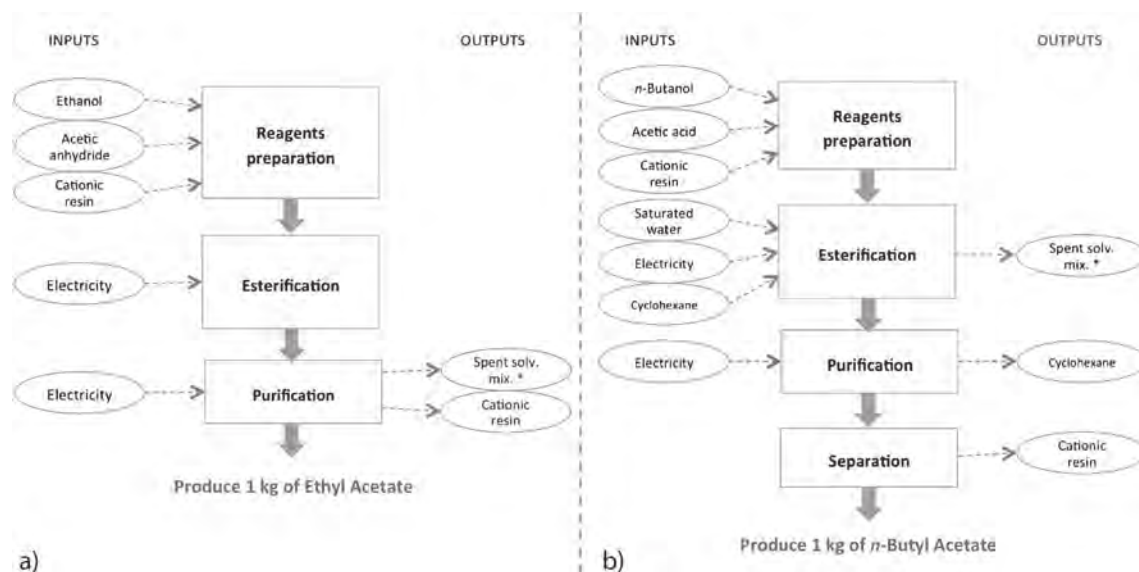 INPUTS
OUTPUTS
Ethanol
Acetic
anhydride
Cationic
resin
Reagents
preparation
Electricity
Esterification
Electricity
Purification
Spent solv.
mix. *
Cationic
resin
Produce 1 kg of Ethyl Acetate
a)
INPUTS
OUTPUTS
n-Butanol
Acetic acid
Cationic
resin
Reagents
preparation
Saturated
water
Electricity
Cyclohexane
Esterification
Spent solv.
mix. *
Electricity
Purification
Cyclohexane
Separation
Cationic
resin
Produce 1 kg of n-Butyl Acetate
b)